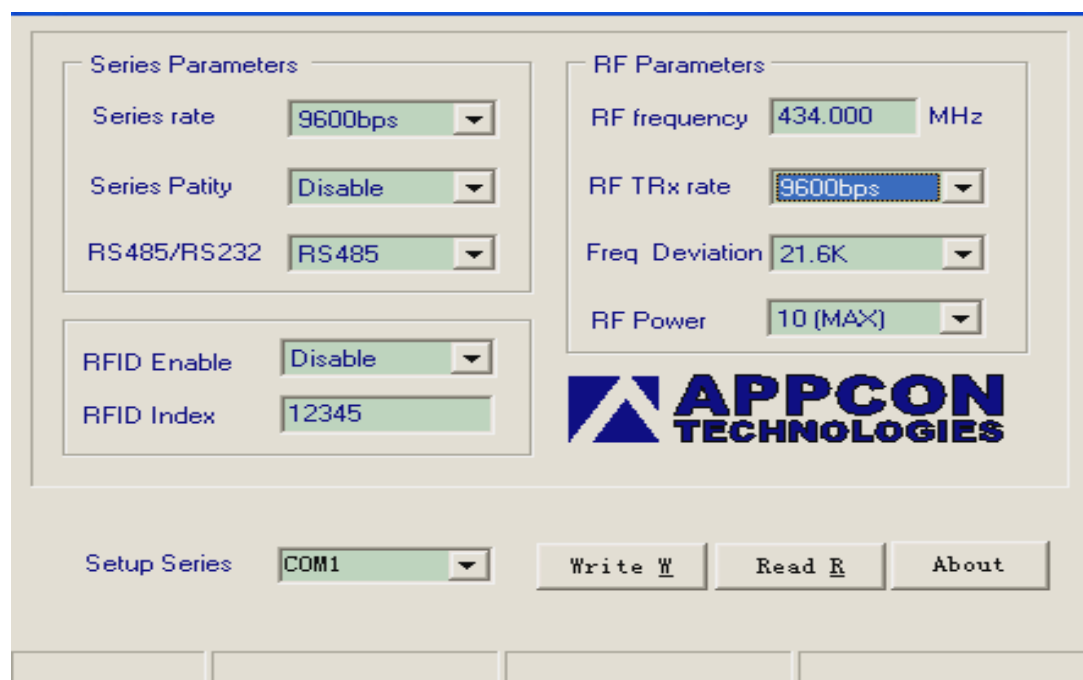 Series Parameters
Series rate 9600bps
Series Patity Disable
RS485/RS232 RS485
RFID Enable Disable
RFID Index 12345
RF Parameters
RF frequency 434.000 MHz
RF TRx rate 9600bps
Freq Deviation 21.6K
RF Power 10 (MAX)
APPCON
TECHNOLOGIES
Setup Series COM1 Write W Read R About